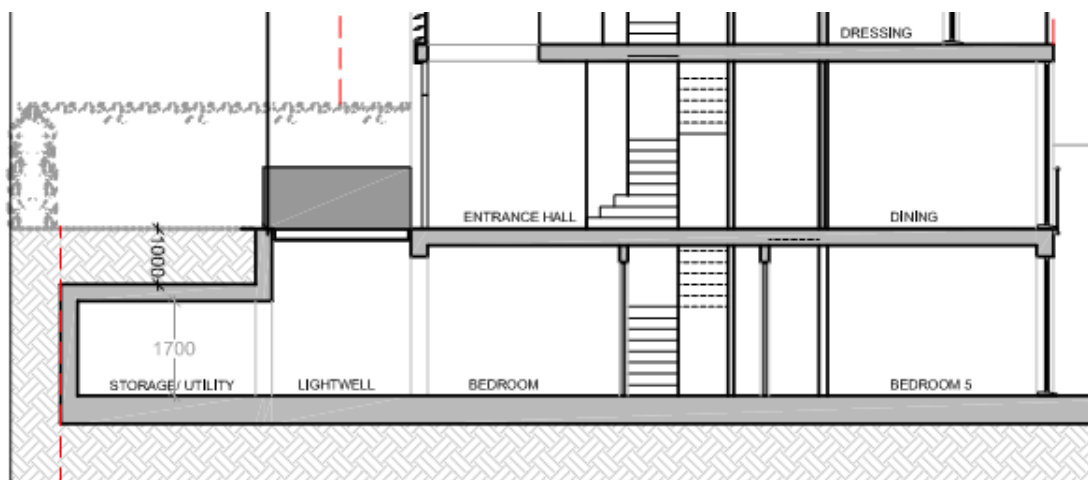 DRESSING
ENTRANCE HALL
DINING
1000
1700
STORAGE/ UTILITY
LIGHTWELL
BEDROOM
BEDROOM 5